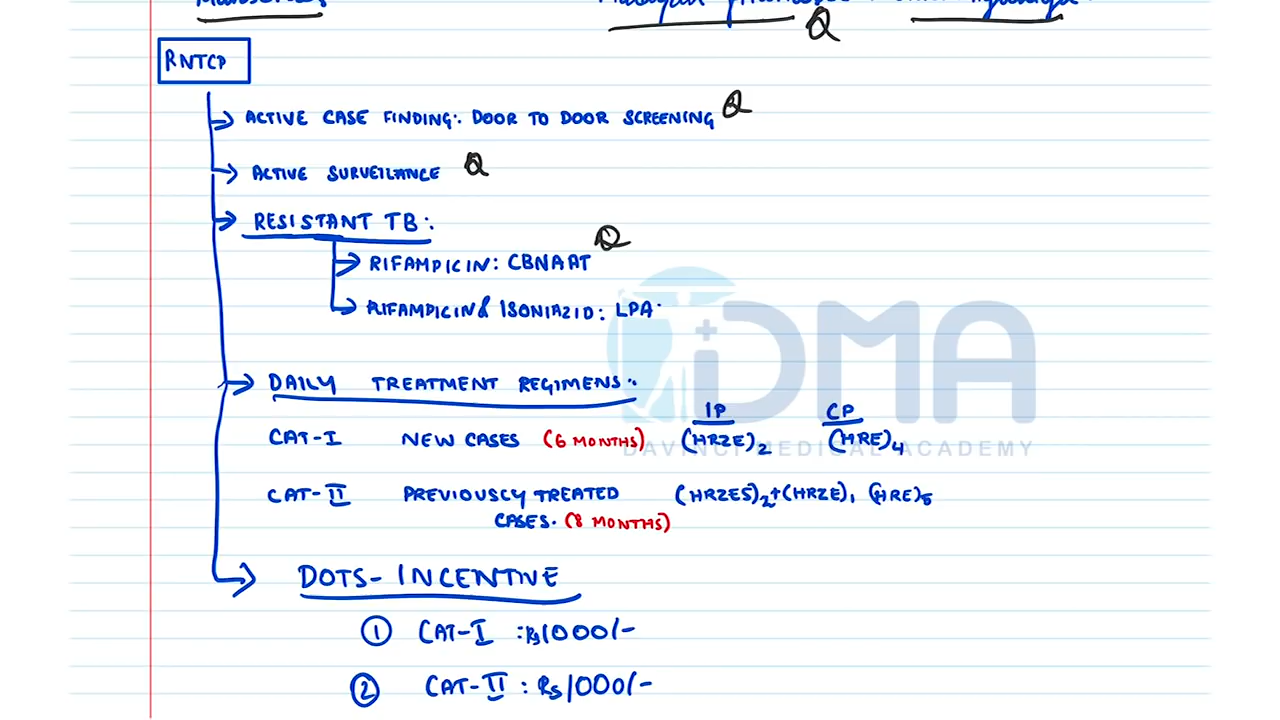 Q
RNTCP
ACTIVE CASE FINDING: DOOR TO DOOR SCREENING Q
ACTIVE SURVEILANCE Q
RESISTANT TB:
RIFAMPICIN: CBNAAT Q
RIFAMPICIN & ISONIAZID: LPA
DAILY TREATMENT REGIMENS:
IP CP
CAT-I NEW CASES (6 MONTHS) (HRZE)2 (HRE)4
CAT-II PREVIOUSLY TREATED (HRZES)2+(HRZE)1 (HRE)5
CASES. (8 MONTHS)
DOTS- INCENTIVE
1 CAT-I : Rs1000/-
2 CAT-II : Rs1000/-
DMA
DAVINCI MEDICAL ACADEMY